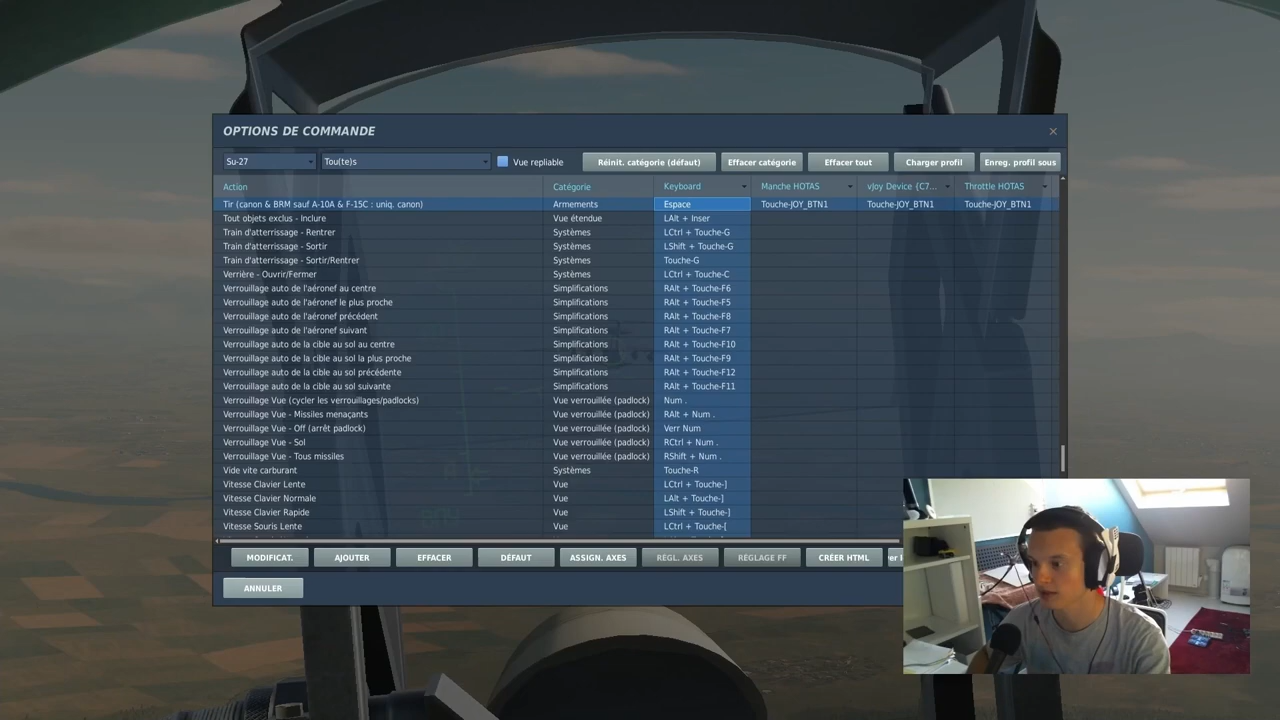 OPTIONS DE COMMANDE
Su-27 Tou(te)s Vue repliable Réinit. catégorie (défaut) Effacer catégorie Effacer tout Charger profil Enreg. profil sous
Action Catégorie Keyboard Manche HOTAS vJoy Device {C7... Throttle HOTAS
Tir (canon & BRM sauf A-10A & F-15C : uniq. canon) Armements Espace Touche-JOY_BTN1 Touche-JOY_BTN1 Touche-JOY_BTN1
Tout objets exclus - Inclure Vue étendue LAlt + Inser
Train d'atterrissage - Rentrer Systèmes LCtrl + Touche-G
Train d'atterrissage - Sortir Systèmes LShift + Touche-G
Train d'atterrissage - Sortir/Rentrer Systèmes Touche-G
Verrière - Ouvrir/Fermer Systèmes LCtrl + Touche-C
Verrouillage auto de l'aéronef au centre Simplifications RAlt + Touche-F6
Verrouillage auto de l'aéronef le plus proche Simplifications RAlt + Touche-F5
Verrouillage auto de l'aéronef précédent Simplifications RAlt + Touche-F8
Verrouillage auto de l'aéronef suivant Simplifications RAlt + Touche-F7
Verrouillage auto de la cible au sol au centre Simplifications RAlt + Touche-F10
Verrouillage auto de la cible au sol la plus proche Simplifications RAlt + Touche-F9
Verrouillage auto de la cible au sol précédente Simplifications RAlt + Touche-F12
Verrouillage auto de la cible au sol suivante Simplifications RAlt + Touche-F11
Verrouillage Vue (cycler les verrouillages/padlocks) Vue verrouillée (padlock) Num .
Verrouillage Vue - Missiles menaçants Vue verrouillée (padlock) RAlt + Num .
Verrouillage Vue - Off (arrêt padlock) Vue verrouillée (padlock) Verr Num
Verrouillage Vue - Sol Vue verrouillée (padlock) RCtrl + Num .
Verrouillage Vue - Tous missiles Vue verrouillée (padlock) RShift + Num .
Vide vite carburant Systèmes Touche-R
Vitesse Clavier Lente Vue LCtrl + Touche-]
Vitesse Clavier Normale Vue LAlt + Touche-]
Vitesse Clavier Rapide Vue LShift + Touche-]
Vitesse Souris Lente Vue LCtrl + Touche-[
MODIFICAT. AJOUTER EFFACER DÉFAUT ASSIGN. AXES RÉGL. AXES RÉGLAGE FF CRÉER HTML
ANNULER